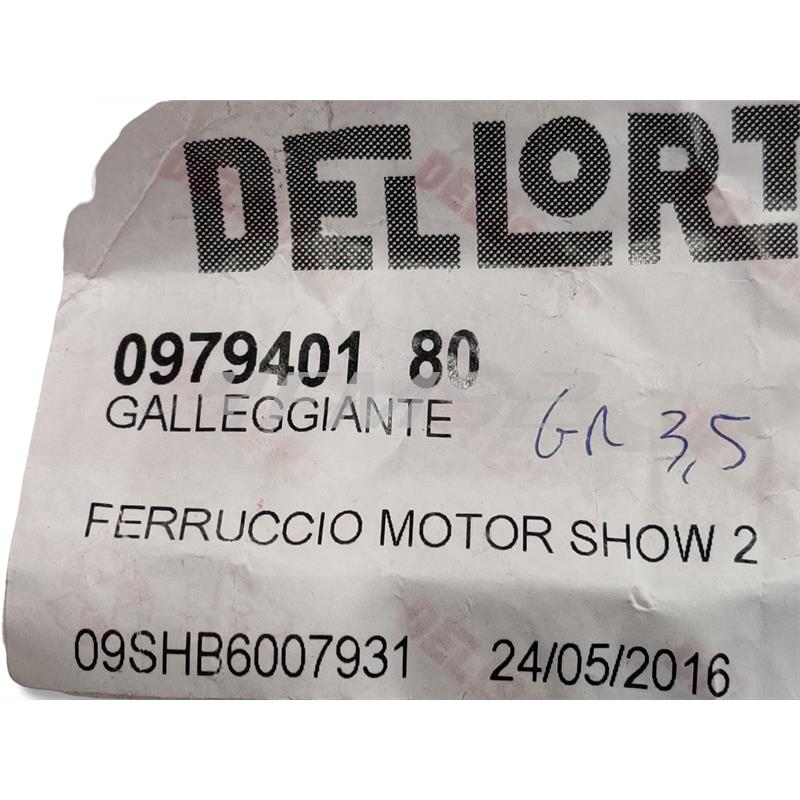 DELLORT
0979401 80
GALLEGGIANTE
GR 3,5
FERRUCCIO MOTOR SHOW 2
09SHB6007931 24/05/2016